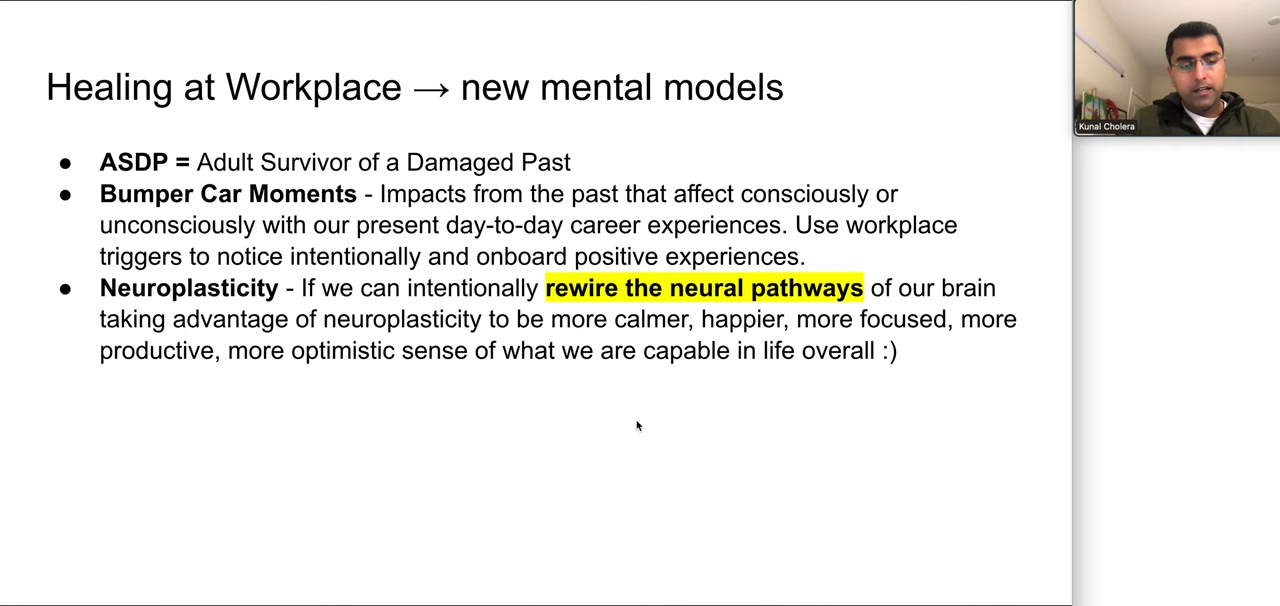 Healing at Workplace → new mental models
● ASDP = Adult Survivor of a Damaged Past
● Bumper Car Moments - Impacts from the past that affect consciously or
unconsciously with our present day-to-day career experiences. Use workplace
triggers to notice intentionally and onboard positive experiences.
● Neuroplasticity - If we can intentionally rewire the neural pathways of our brain
taking advantage of neuroplasticity to be more calmer, happier, more focused, more
productive, more optimistic sense of what we are capable in life overall :)
Kunal Cholera